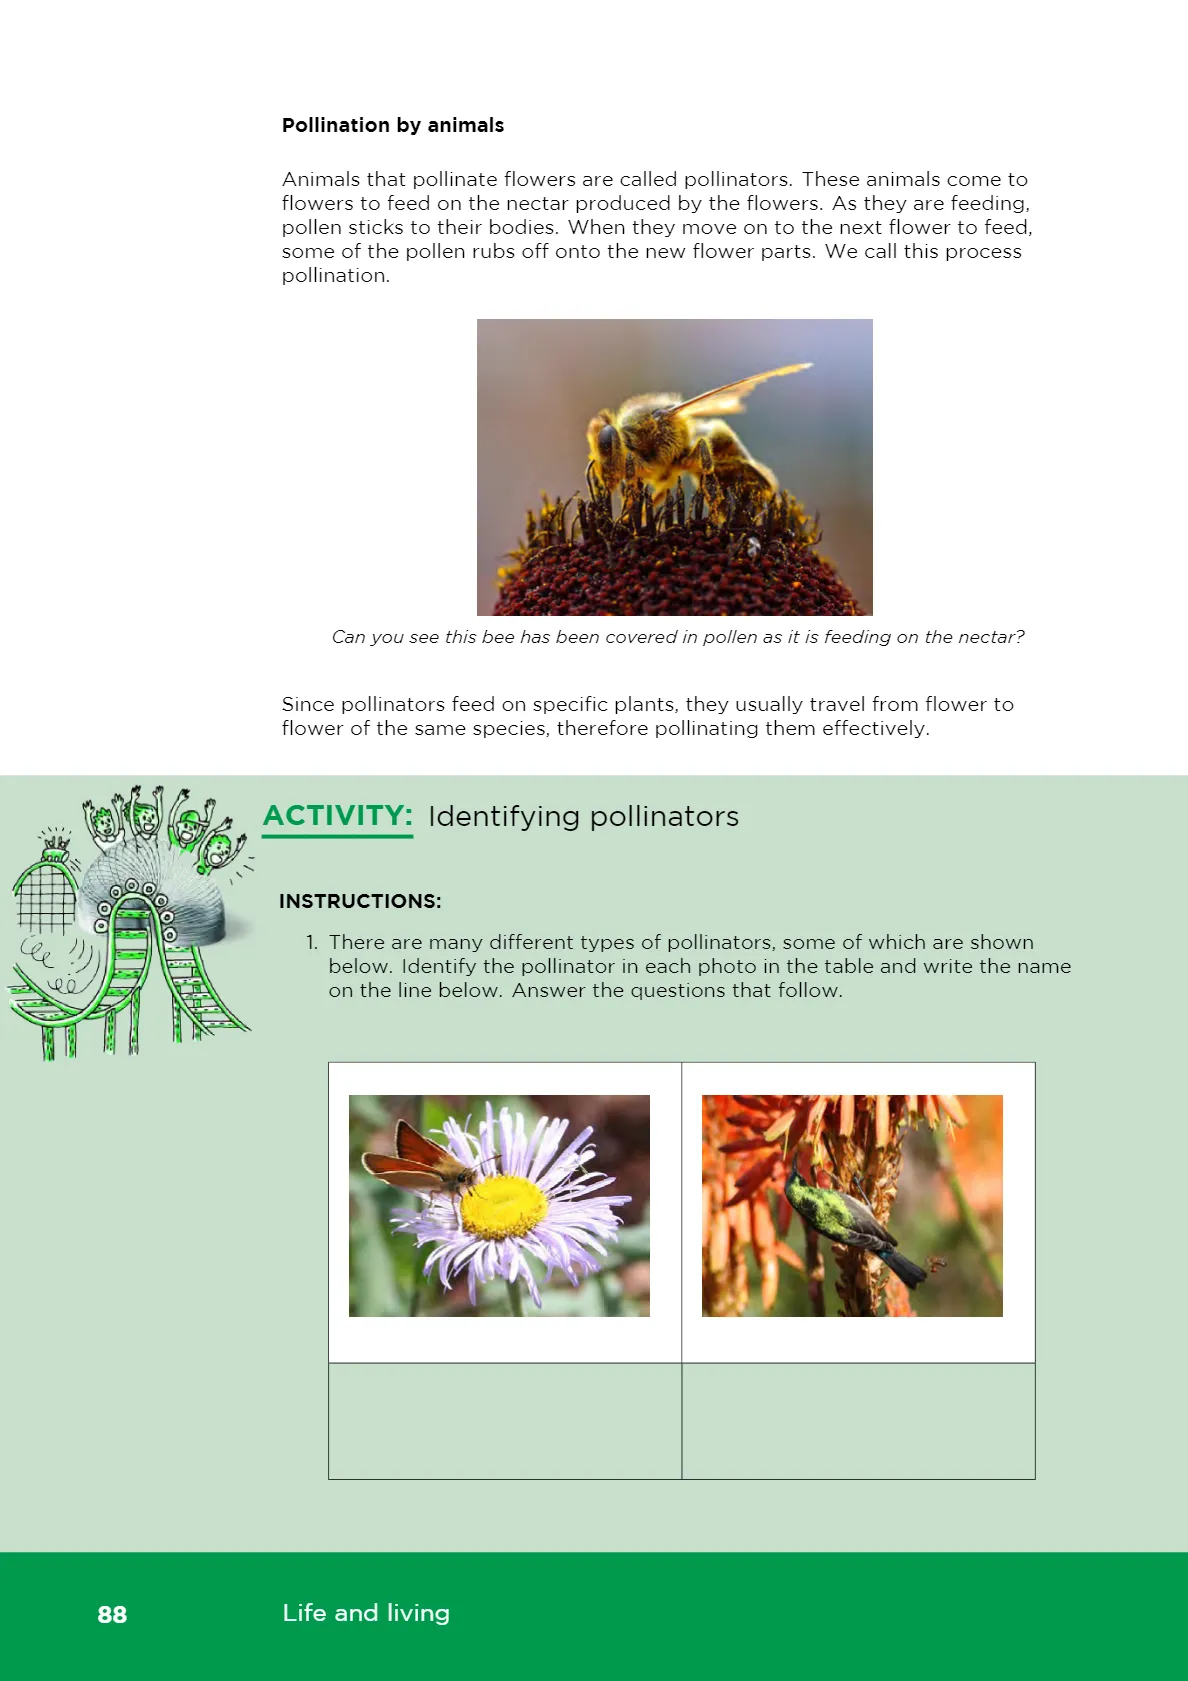 Pollination by animals
Animals that pollinate flowers are called pollinators. These animals come to
flowers to feed on the nectar produced by the flowers. As they are feeding,
pollen sticks to their bodies. When they move on to the next flower to feed,
some of the pollen rubs off onto the new flower parts. We call this process
pollination.
Can you see this bee has been covered in pollen as it is feeding on the nectar?
Since pollinators feed on specific plants, they usually travel from flower to
flower of the same species, therefore pollinating them effectively.
ACTIVITY: Identifying pollinators
INSTRUCTIONS:
1. There are many different types of pollinators, some of which are shown
below. Identify the pollinator in each photo in the table and write the name
on the line below. Answer the questions that follow.
88 Life and living